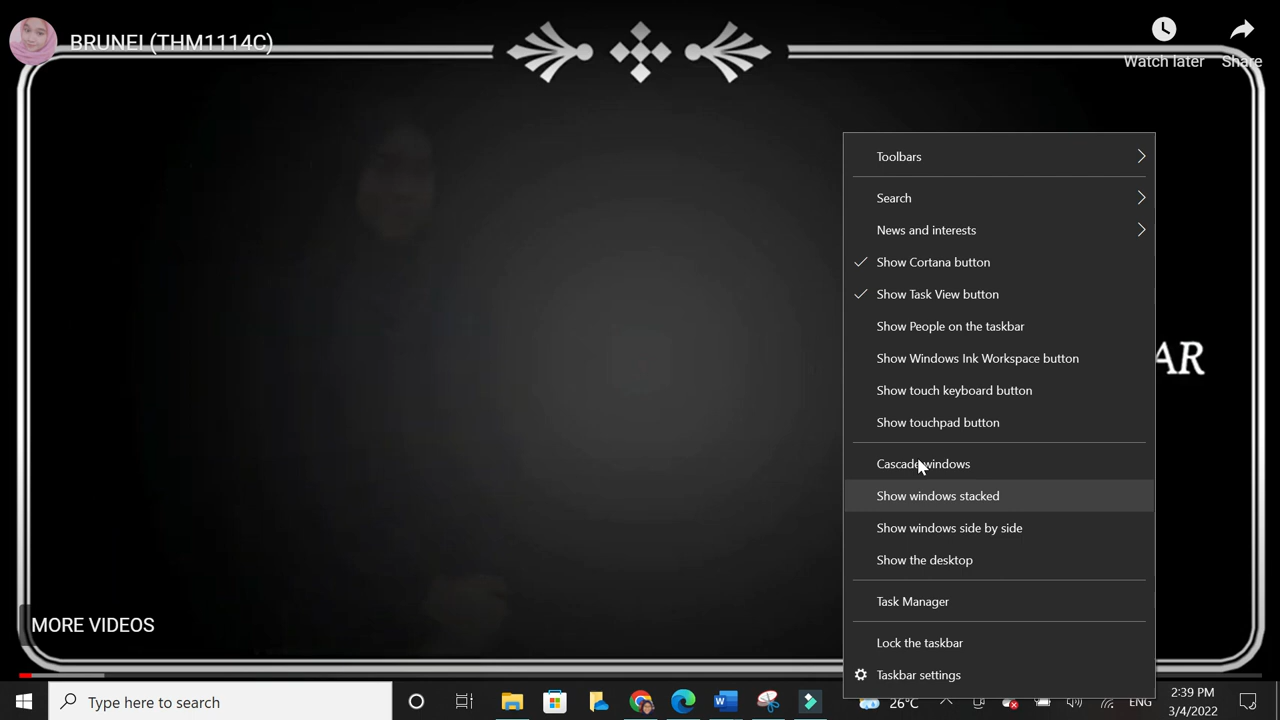 BRUNEI (THM1114C)
Watch later
Share
Toolbars
Search
News and interests
Show Cortana button
Show Task View button
Show People on the taskbar
Show Windows Ink Workspace button
Show touch keyboard button
Show touchpad button
AR
Cascade windows
Show windows stacked
Show windows side by side
Show the desktop
Task Manager
MORE VIDEOS
Lock the taskbar
Taskbar settings
Type here to search
26°C
ENG
2:39 PM
3/4/2022